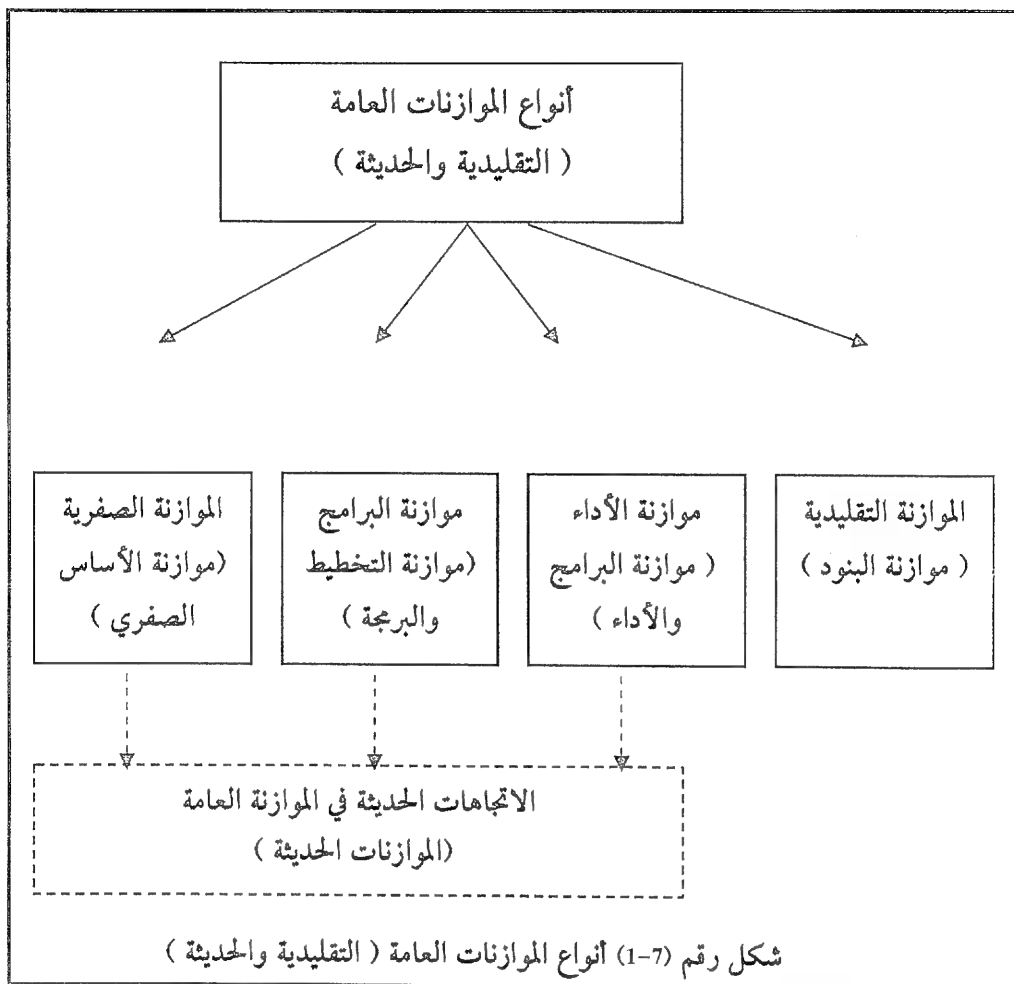 أنواع الموازنات العامة
( التقليدية والحديثة )
الموازنة التقليدية
( موازنة البنود )
موازنة الأداء
( موازنة البرامج
والأداء )
موازنة البرامج
(موازنة التخطيط
والبرمجة )
الموازنة الصفرية
(موازنة الأساس
الصفري )
الاتجاهات الحديثة في الموازنة العامة
(الموازنات الحديثة )
شكل رقم (7-1) أنواع الموازنات العامة ( التقليدية والحديثة )